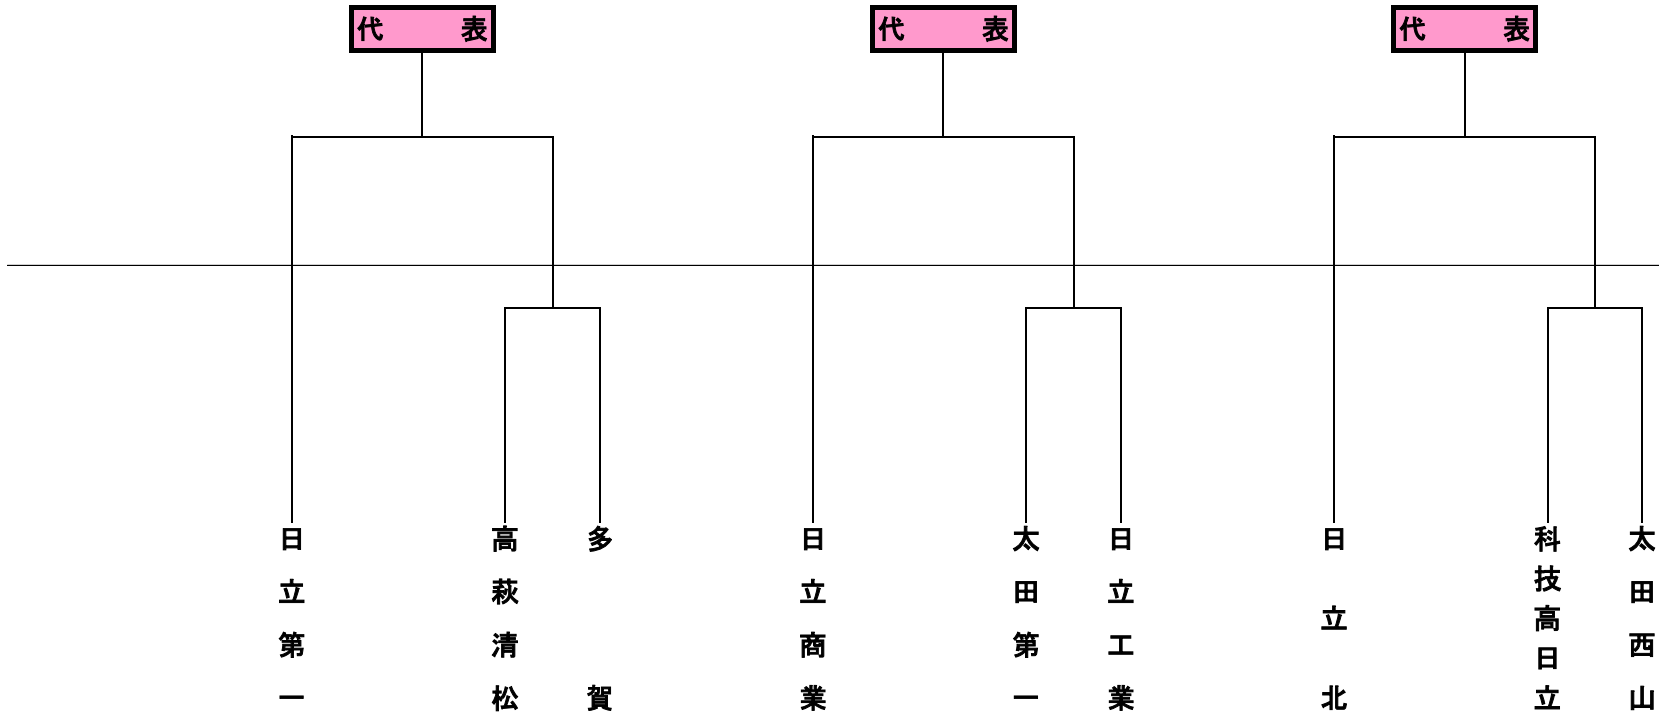 代 表
代 表
代 表
日立第一
高萩清松
多賀
日立商業
太田第一
日立工業
日立北
科技高日立
太田西山